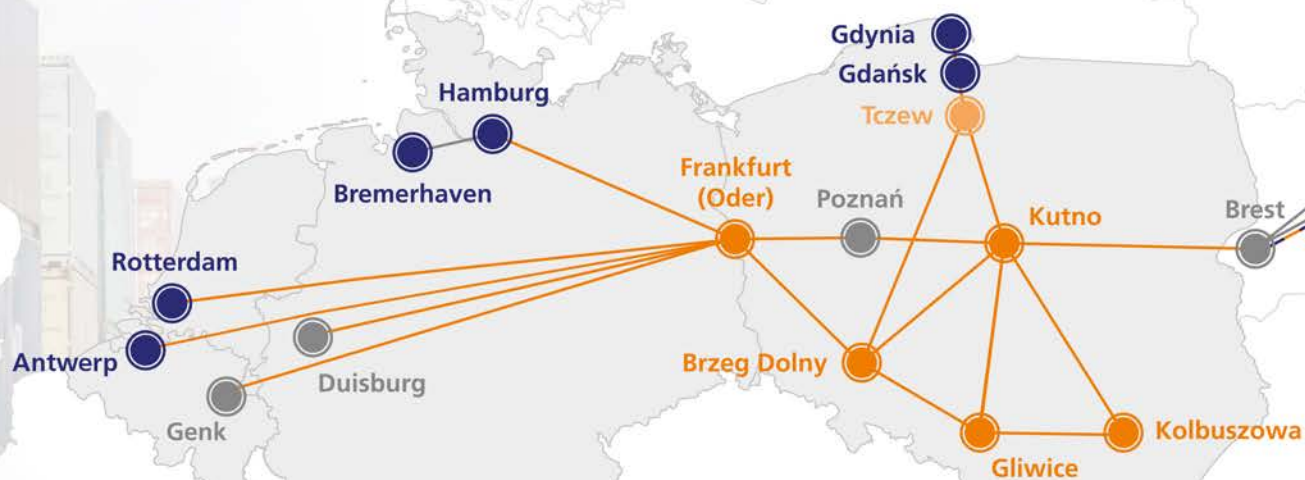 Gdynia
Gdańsk
Hamburg
Tczew
Bremerhaven
Frankfurt
(Oder)
Poznań
Kutno
Brest
Rotterdam
Antwerp
Brzeg Dolny
Duisburg
Genk
Kolbuszowa
Gliwice